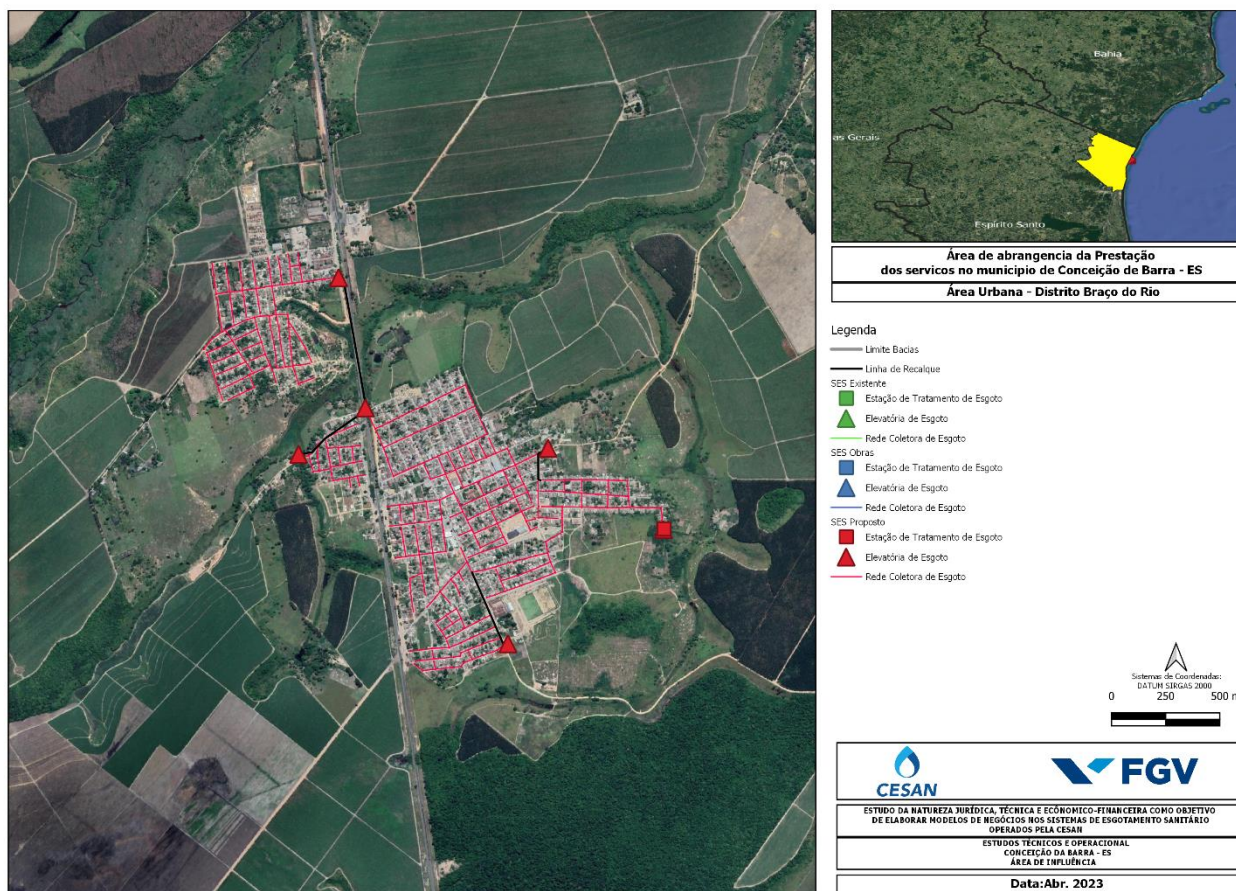 Bahia
as Gerais
Espírito Santo
Área de abrangencia da Prestação
dos servicos no municipio de Conceição de Barra - ES
Área Urbana - Distrito Braço do Rio
Legenda
Limite Bacias
Linha de Recalque
SES Existente
Estação de Tratamento de Esgoto
Elevatória de Esgoto
Rede Coletora de Esgoto
SES Obras
Estação de Tratamento de Esgoto
Elevatória de Esgoto
Rede Coletora de Esgoto
SES Proposto
Estação de Tratamento de Esgoto
Elevatória de Esgoto
Rede Coletora de Esgoto
Sistemas de Coordenadas:
DATUM SIRGAS 2000
0 250 500 m
CESAN
FGV
ESTUDO DA NATUREZA JURÍDICA, TÉCNICA E ECÔNOMICO-FINANCEIRA COMO OBJETIVO
DE ELABORAR MODELOS DE NEGÓCIOS NOS SISTEMAS DE ESGOTAMENTO SANITÁRIO
OPERADOS PELA CESAN
ESTUDOS TÉCNICOS E OPERACIONAL
CONCEIÇÃO DA BARRA - ES
ÁREA DE INFLUÊNCIA
Data:Abr. 2023